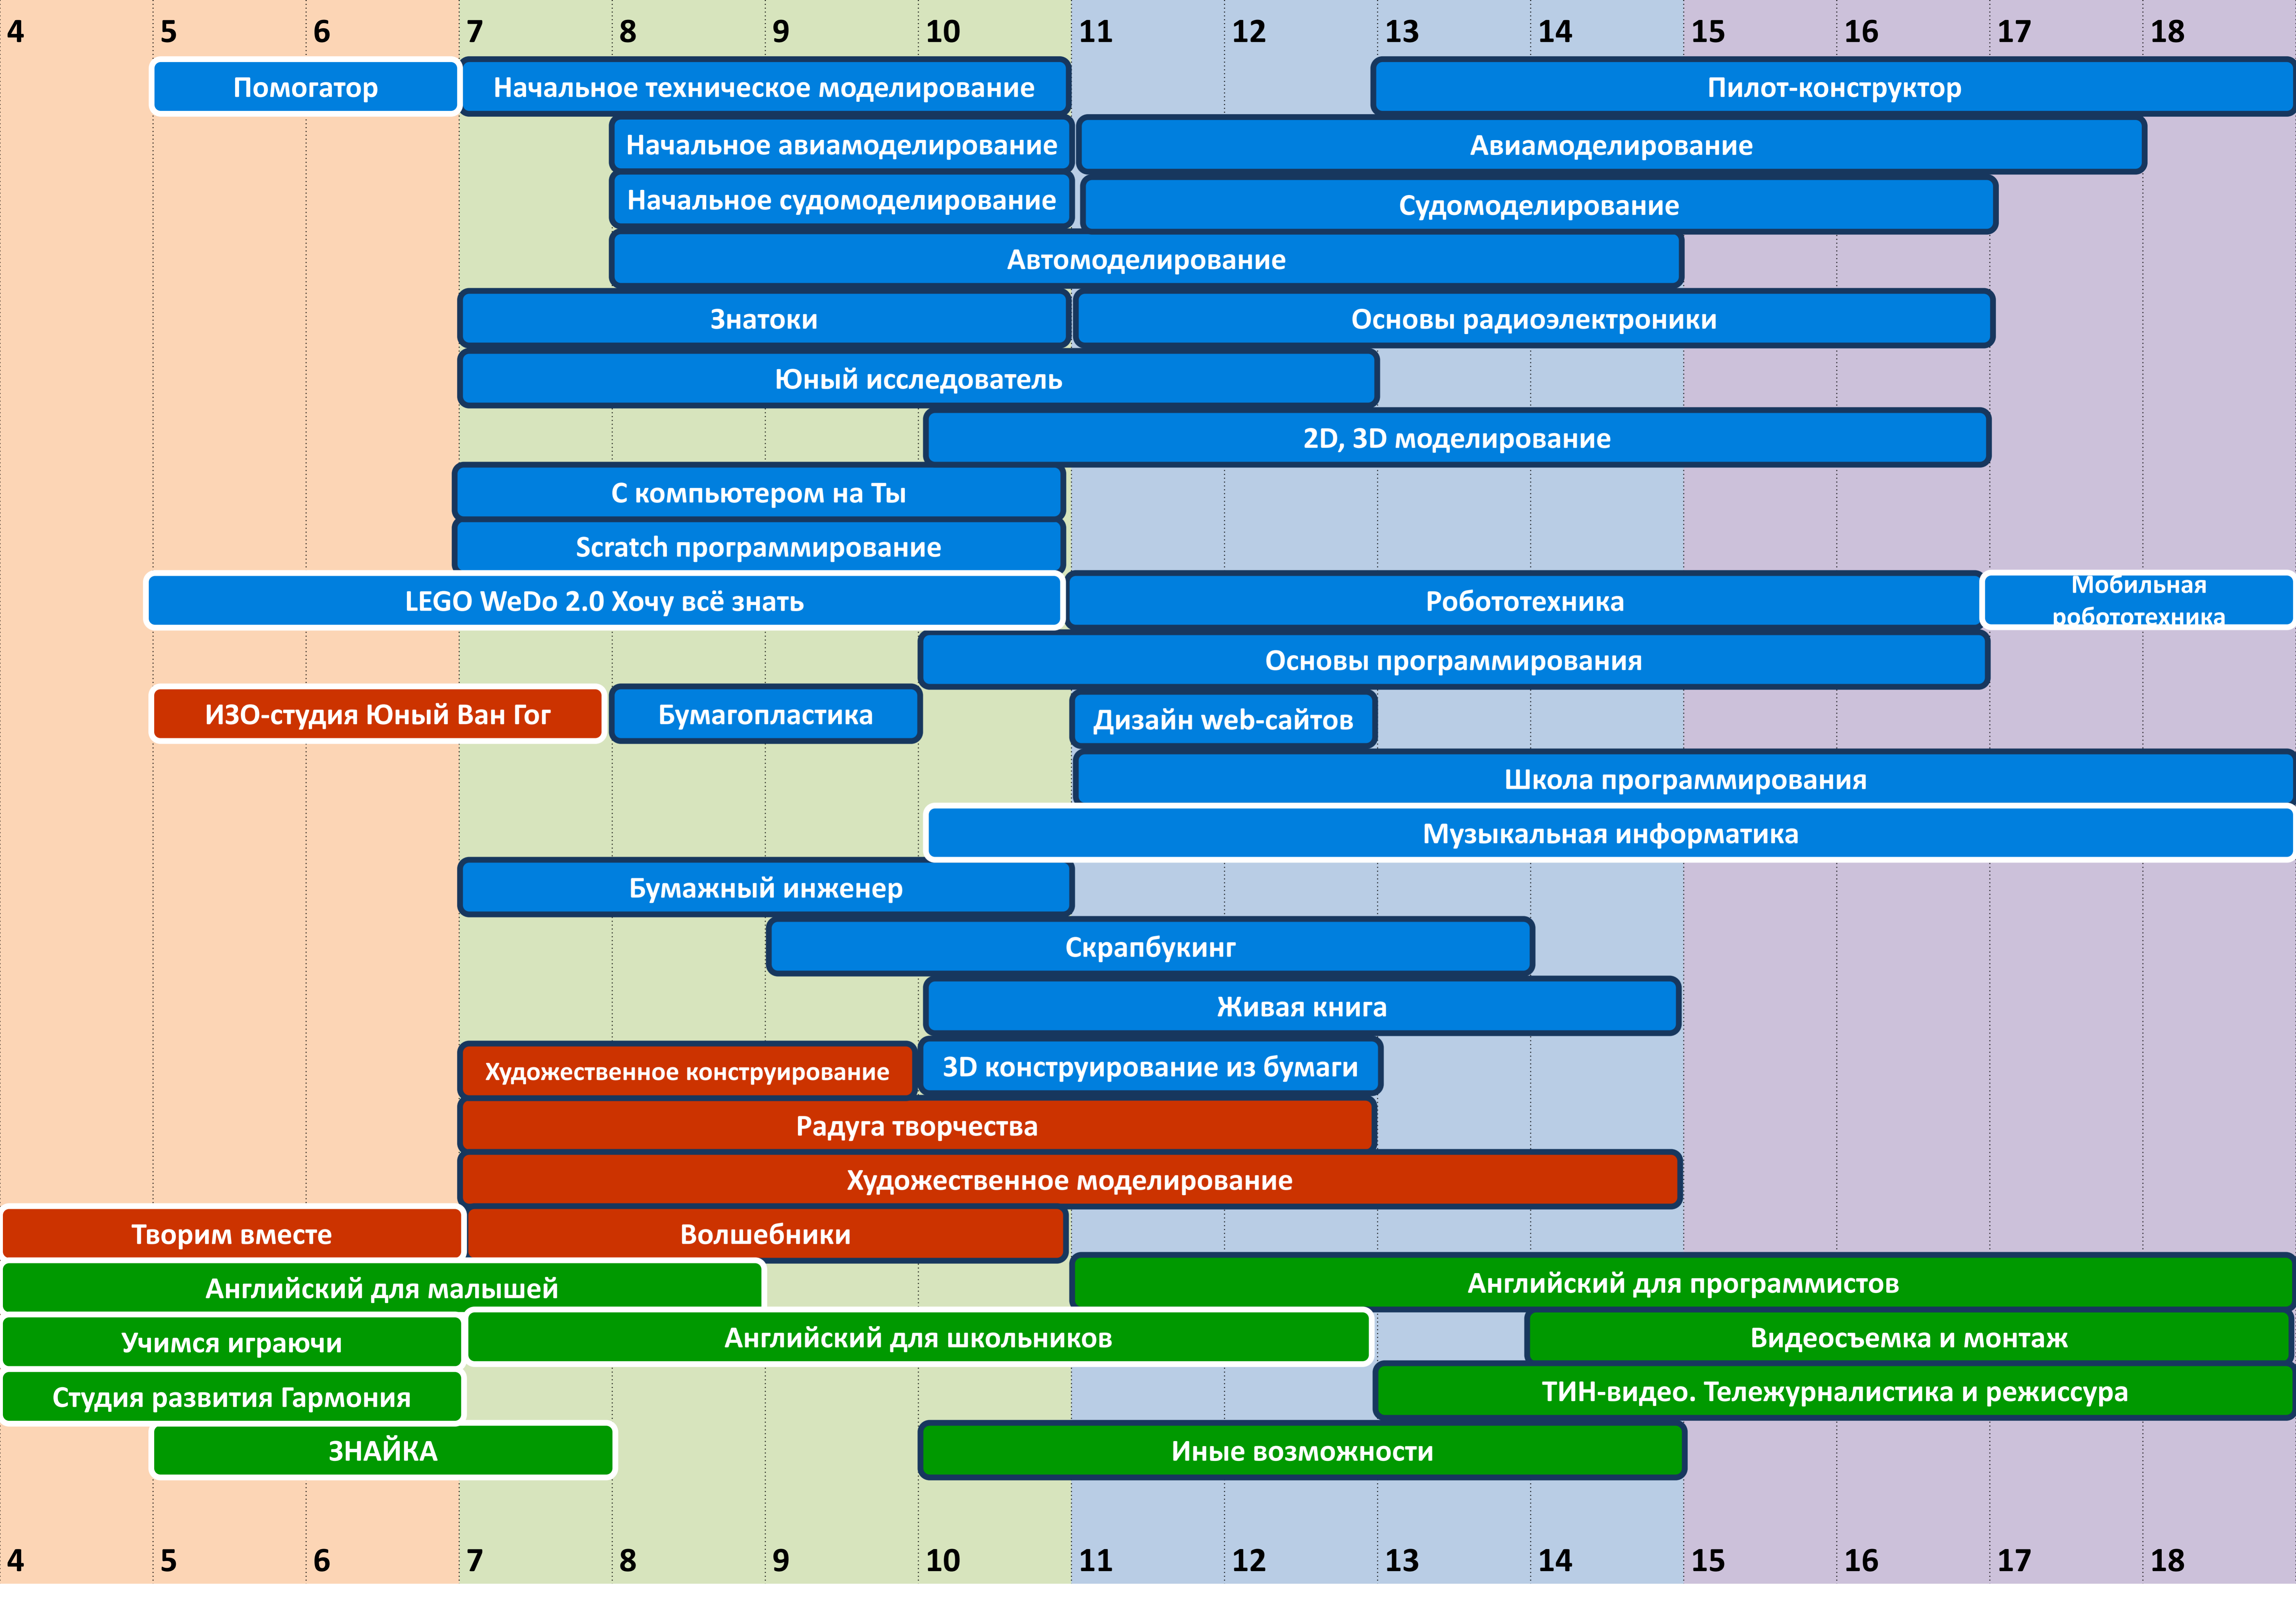 4 5 6 7 8 9 10 11 12 13 14 15 16 17 18
Помогатор Начальное техническое моделирование Пилот-конструктор
Начальное авиамоделирование Авиамоделирование
Начальное судомоделирование Судомоделирование
Автомоделирование
Знатоки Основы радиоэлектроники
Юный исследователь
2D, 3D моделирование
С компьютером на Ты
Scratch программирование
LEGO WeDo 2.0 Хочу всё знать Робототехника Мобильная
робототехника
Основы программирования
ИЗО-студия Юный Ван Гог Бумагопластика Дизайн web-сайтов
Школа программирования
Музыкальная информатика
Бумажный инженер
Скрапбукинг
Живая книга
Художественное конструирование 3D конструирование из бумаги
Радуга творчества
Художественное моделирование
Творим вместе Волшебники
Английский для малышей Английский для программистов
Учимся играючи Английский для школьников Видеосъемка и монтаж
Студия развития Гармония ТИН-видео. Тележурналистика и режиссура
ЗНАЙКА Иные возможности
4 5 6 7 8 9 10 11 12 13 14 15 16 17 18